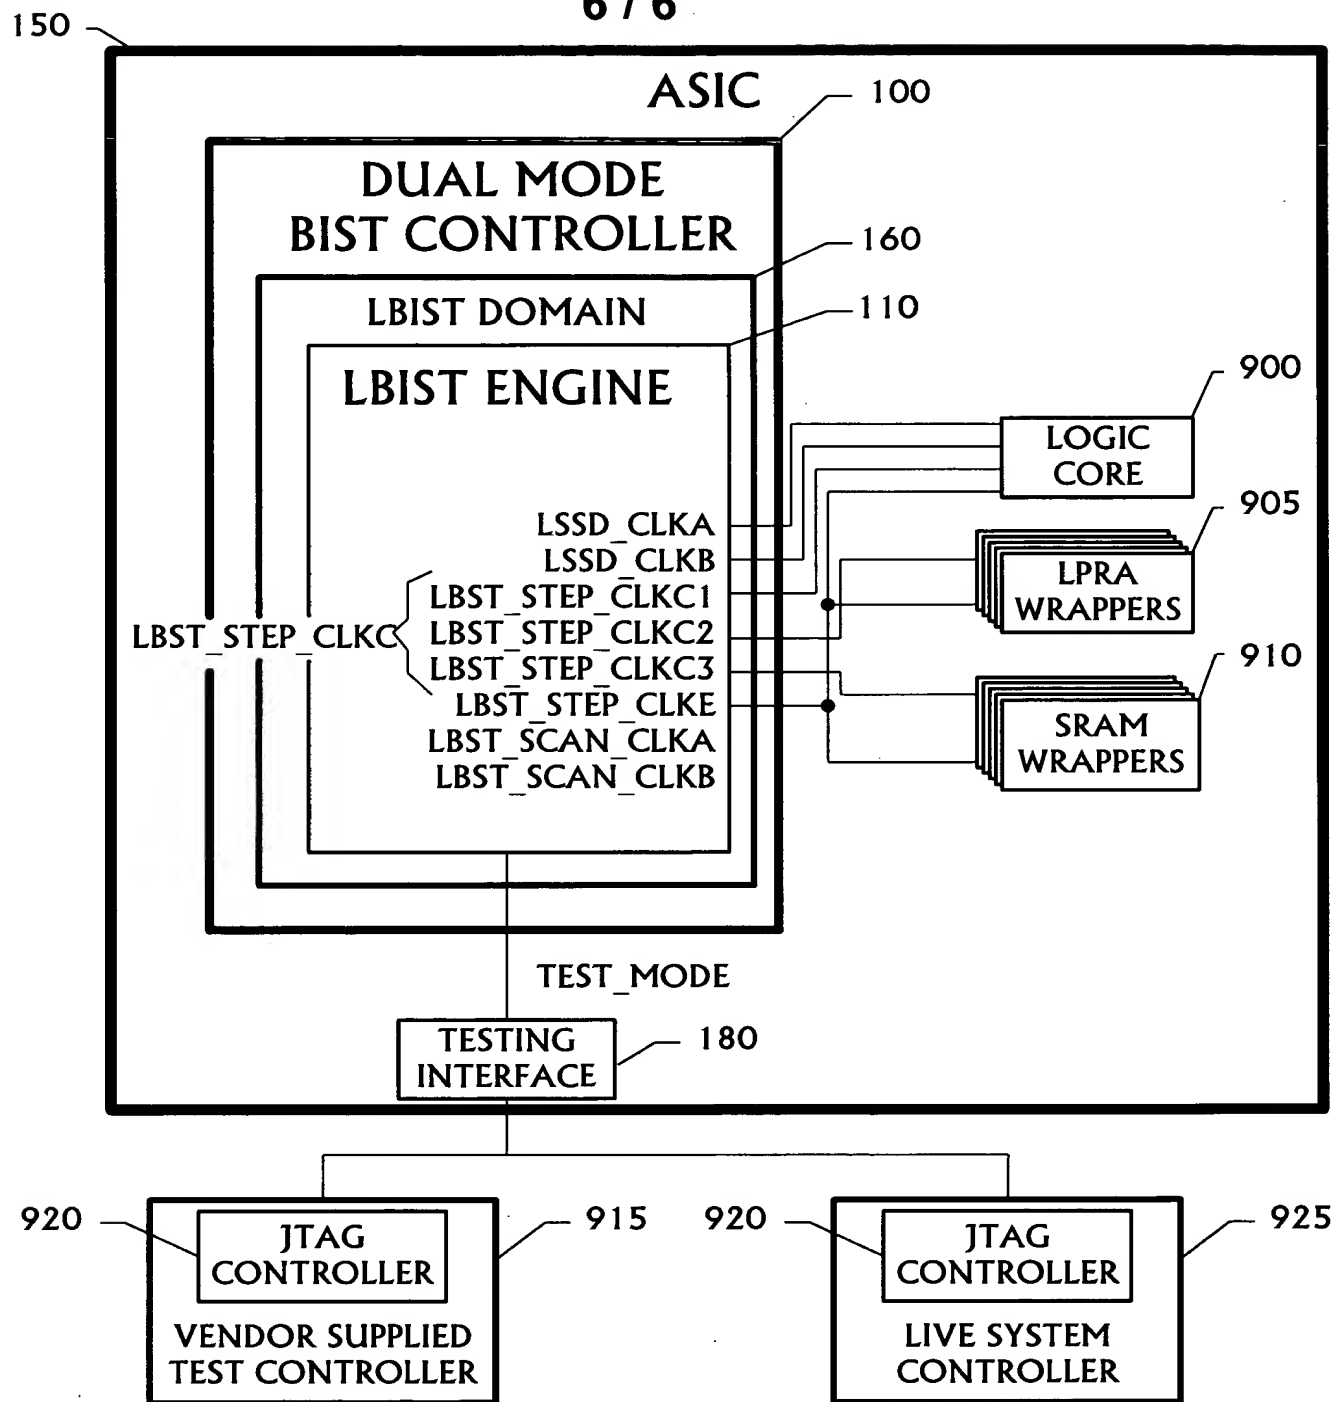 6 / 6
150
ASIC
100
DUAL MODE
BIST CONTROLLER
160
LBIST DOMAIN
110
LBIST ENGINE
900
LOGIC
CORE
905
LSSD_CLKA
LSSD_CLKB
LBST_STEP_CLKC1
LBST_STEP_CLKC
LBST_STEP_CLKC2
LBST_STEP_CLKC3
LBST_STEP_CLKE
LBST_SCAN_CLKA
LBST_SCAN_CLKB
LPRA
WRAPPERS
910
SRAM
WRAPPERS
TEST_MODE
TESTING
INTERFACE
180
920
JTAG
CONTROLLER
915
VENDOR SUPPLIED
TEST CONTROLLER
920
JTAG
CONTROLLER
925
LIVE SYSTEM
CONTROLLER